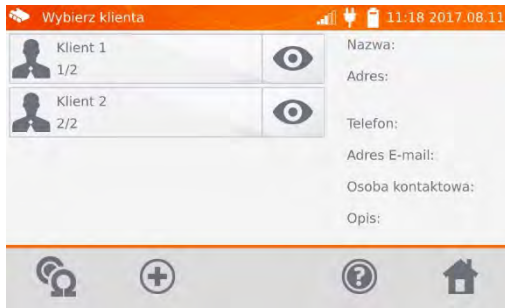 Wybierz klienta
11:18 2017.08.11
Klient 1
1/2
Klient 2
2/2
Nazwa:
Adres:
Telefon:
Adres E-mail:
Osoba kontaktowa:
Opis: